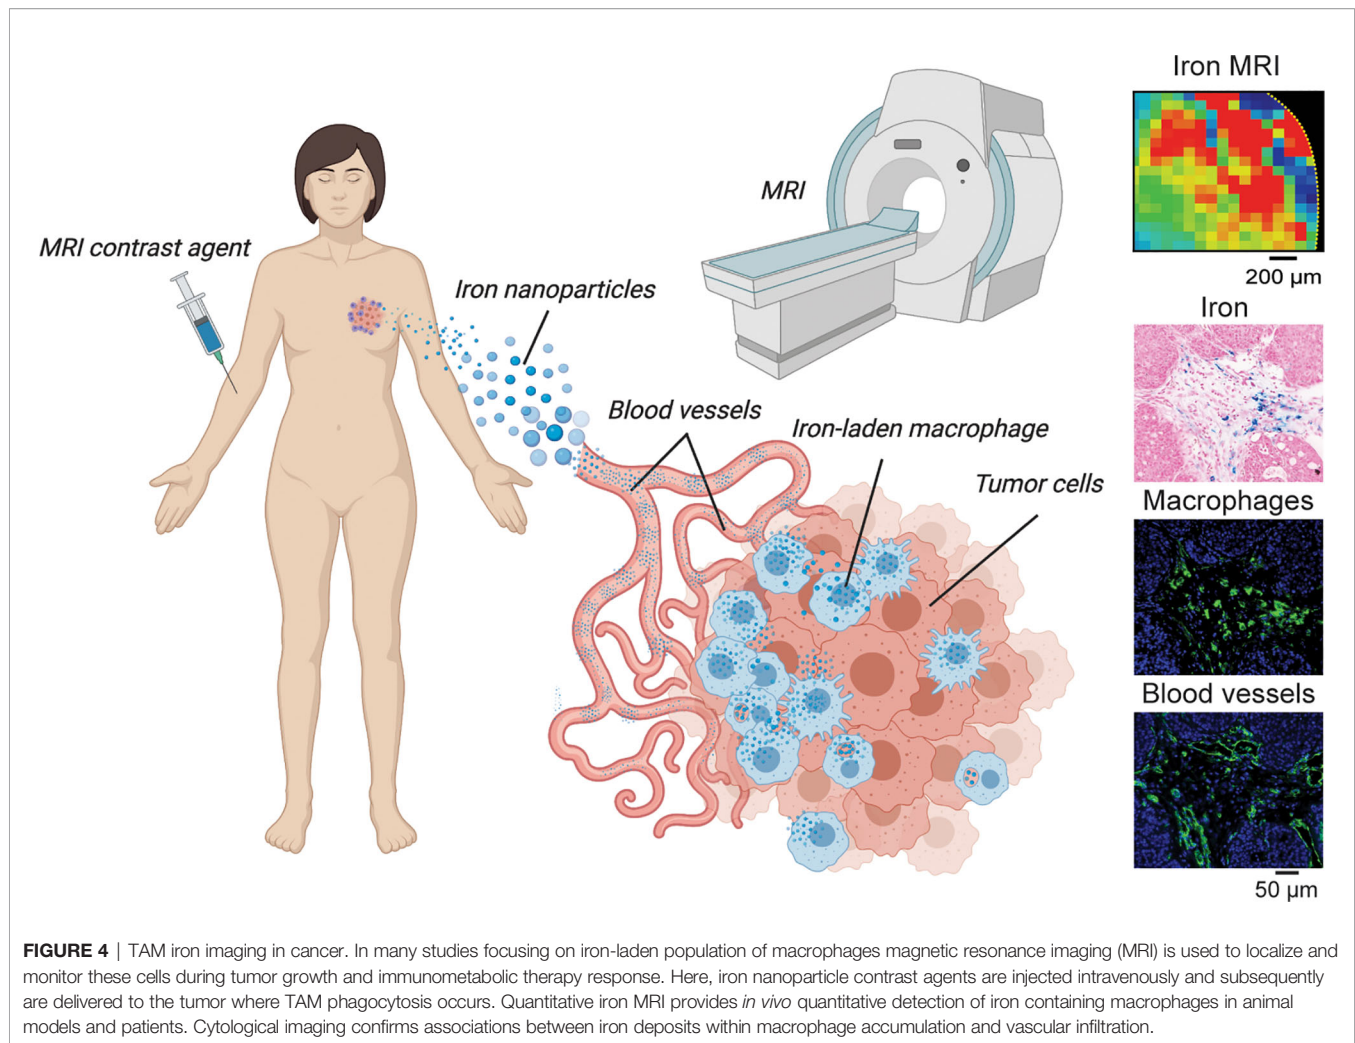 Iron MRI
MRI
MRI contrast agent
Iron nanoparticles
200 µm
Iron
Blood vessels
Iron-laden macrophage
Tumor cells
Macrophages
Blood vessels
50 µm
FIGURE 4 | TAM iron imaging in cancer. In many studies focusing on iron-laden population of macrophages magnetic resonance imaging (MRI) is used to localize and
monitor these cells during tumor growth and immunometabolic therapy response. Here, iron nanoparticle contrast agents are injected intravenously and subsequently
are delivered to the tumor where TAM phagocytosis occurs. Quantitative iron MRI provides in vivo quantitative detection of iron containing macrophages in animal
models and patients. Cytological imaging confirms associations between iron deposits within macrophage accumulation and vascular infiltration.